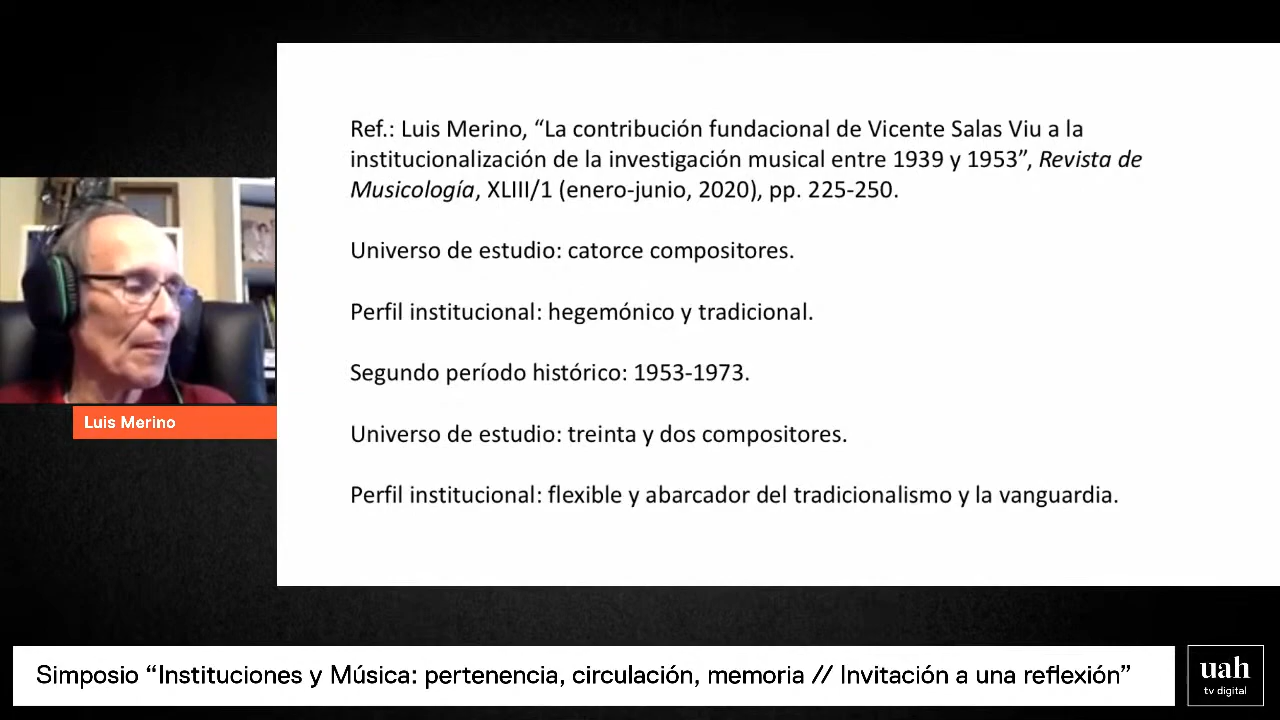 Ref.: Luis Merino, “La contribución fundacional de Vicente Salas Viu a la
institucionalización de la investigación musical entre 1939 y 1953”, Revista de
Musicología, XLIII/1 (enero-junio, 2020), pp. 225-250.
Universo de estudio: catorce compositores.
Perfil institucional: hegemónico y tradicional.
Segundo período histórico: 1953-1973.
Universo de estudio: treinta y dos compositores.
Perfil institucional: flexible y abarcador del tradicionalismo y la vanguardia.
Luis Merino
Simposio “Instituciones y Música: pertenencia, circulación, memoria // Invitación a una reflexión”
uah
tv digital